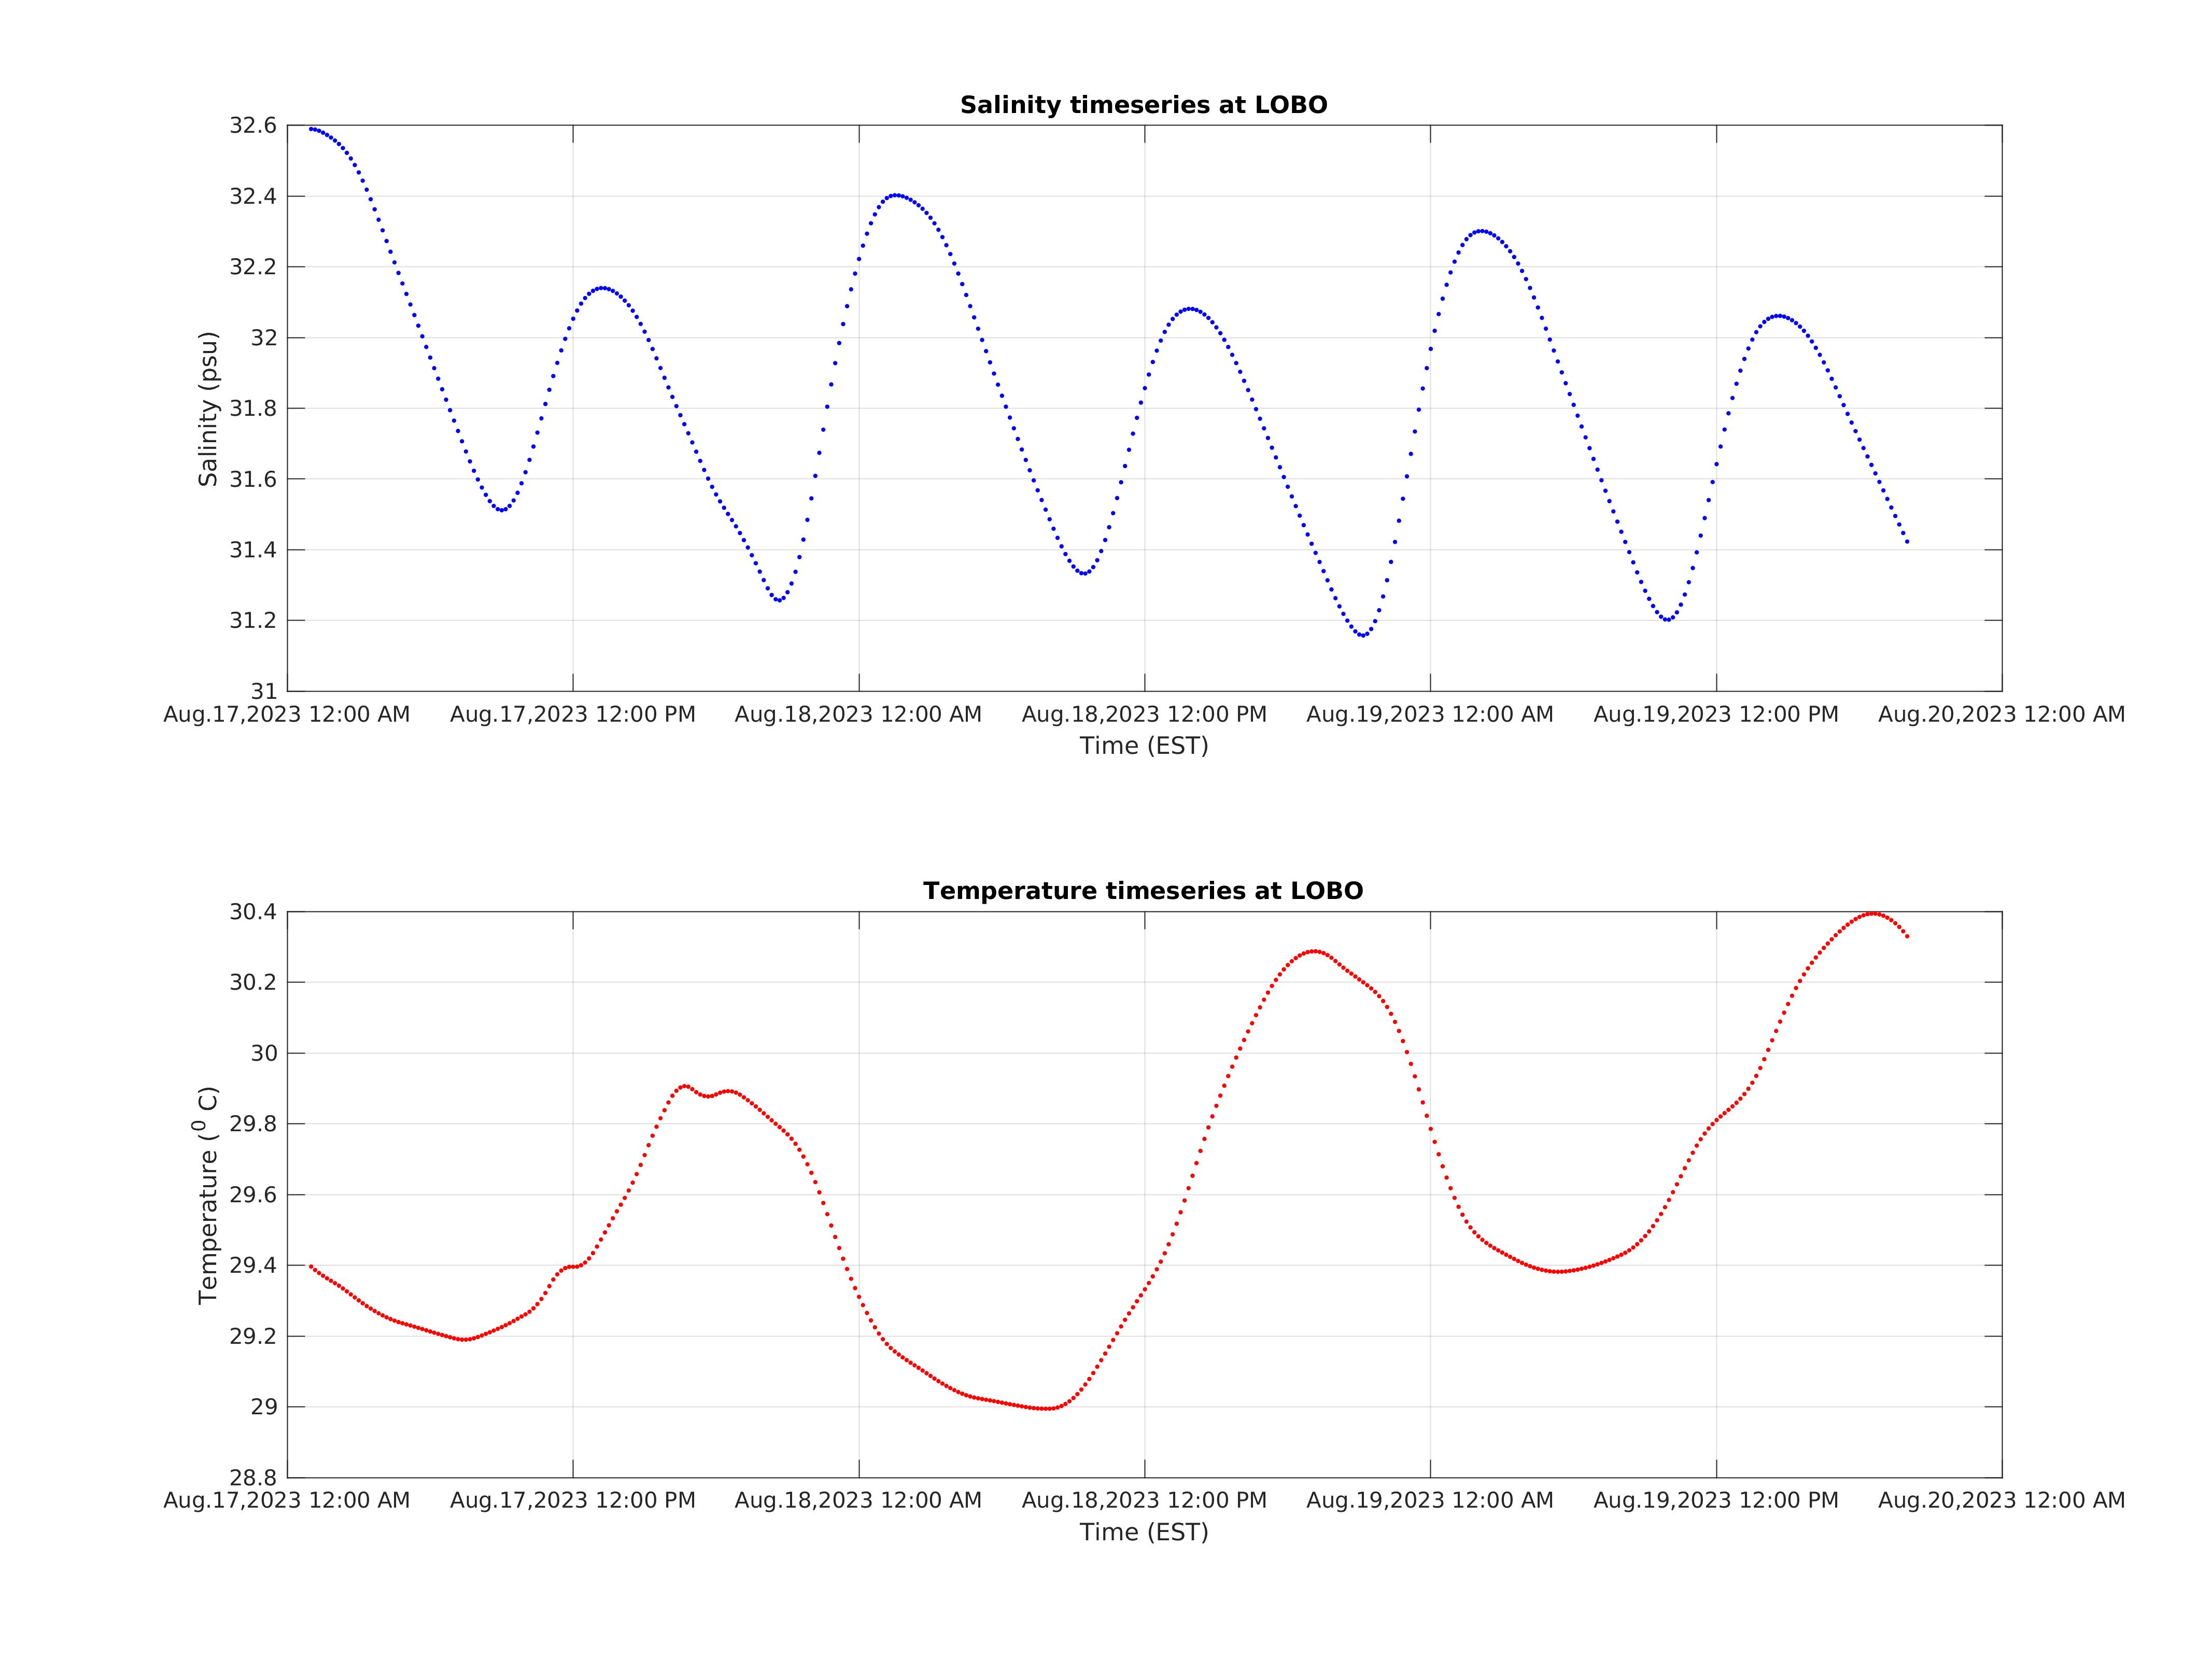 Salinity timeseries at LOBO
32.6
32.4
32.2
32
31.8
31.6
31.4
31.2
31
Salinity (psu)
Aug.17,2023 12:00 AM Aug.17,2023 12:00 PM Aug.18,2023 12:00 AM Aug.18,2023 12:00 PM Aug.19,2023 12:00 AM Aug.19,2023 12:00 PM Aug.20,2023 12:00 AM
Time (EST)
Temperature timeseries at LOBO
30.4
30.2
30
29.8
29.6
29.4
29.2
29
28.8
Temperature (⁰ C)
Aug.17,2023 12:00 AM Aug.17,2023 12:00 PM Aug.18,2023 12:00 AM Aug.18,2023 12:00 PM Aug.19,2023 12:00 AM Aug.19,2023 12:00 PM Aug.20,2023 12:00 AM
Time (EST)